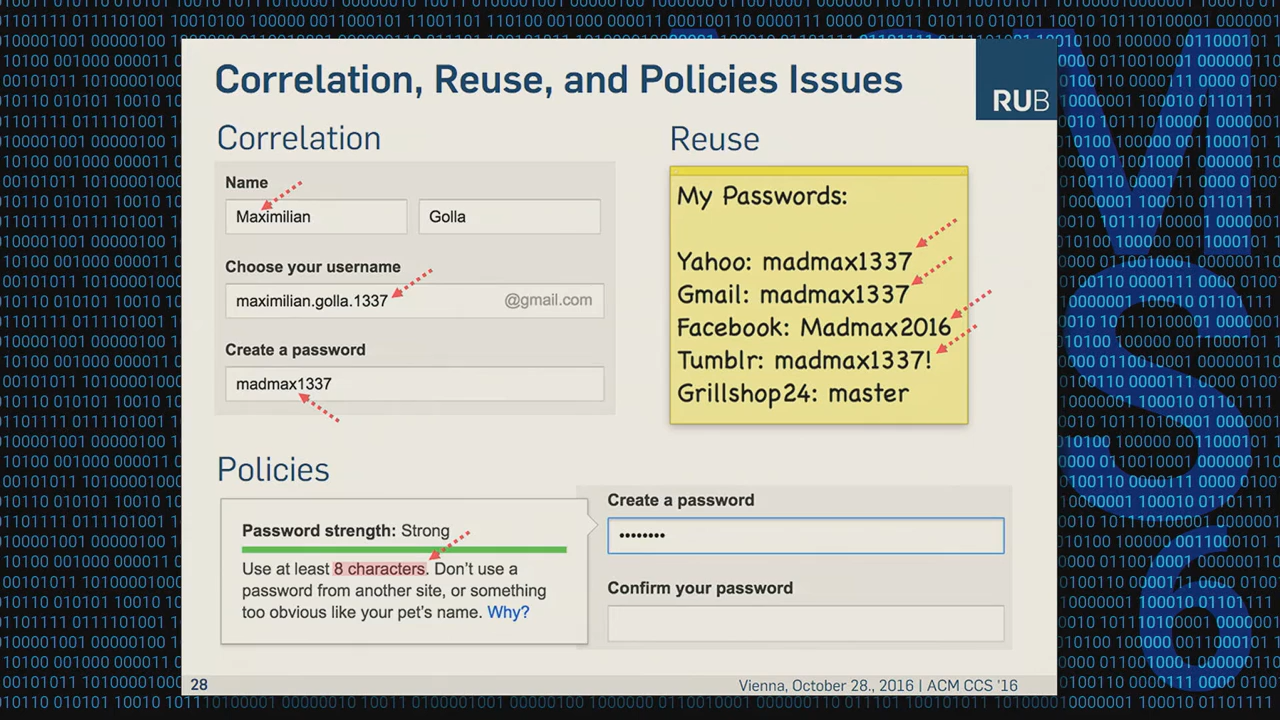 Correlation, Reuse, and Policies Issues
RUB
Correlation
Name
Maximilian
Golla
Choose your username
maximilian.golla.1337
@gmail.com
Create a password
madmax1337
Reuse
My Passwords:
Yahoo: madmax1337
Gmail: madmax1337
Facebook: Madmax2016
Tumblr: madmax1337!
Grillshop24: master
Policies
Password strength: Strong
Use at least 8 characters. Don't use a
password from another site, or something
too obvious like your pet's name. Why?
Create a password
••••••••
Confirm your password
28
Vienna, October 28., 2016 | ACM CCS '16